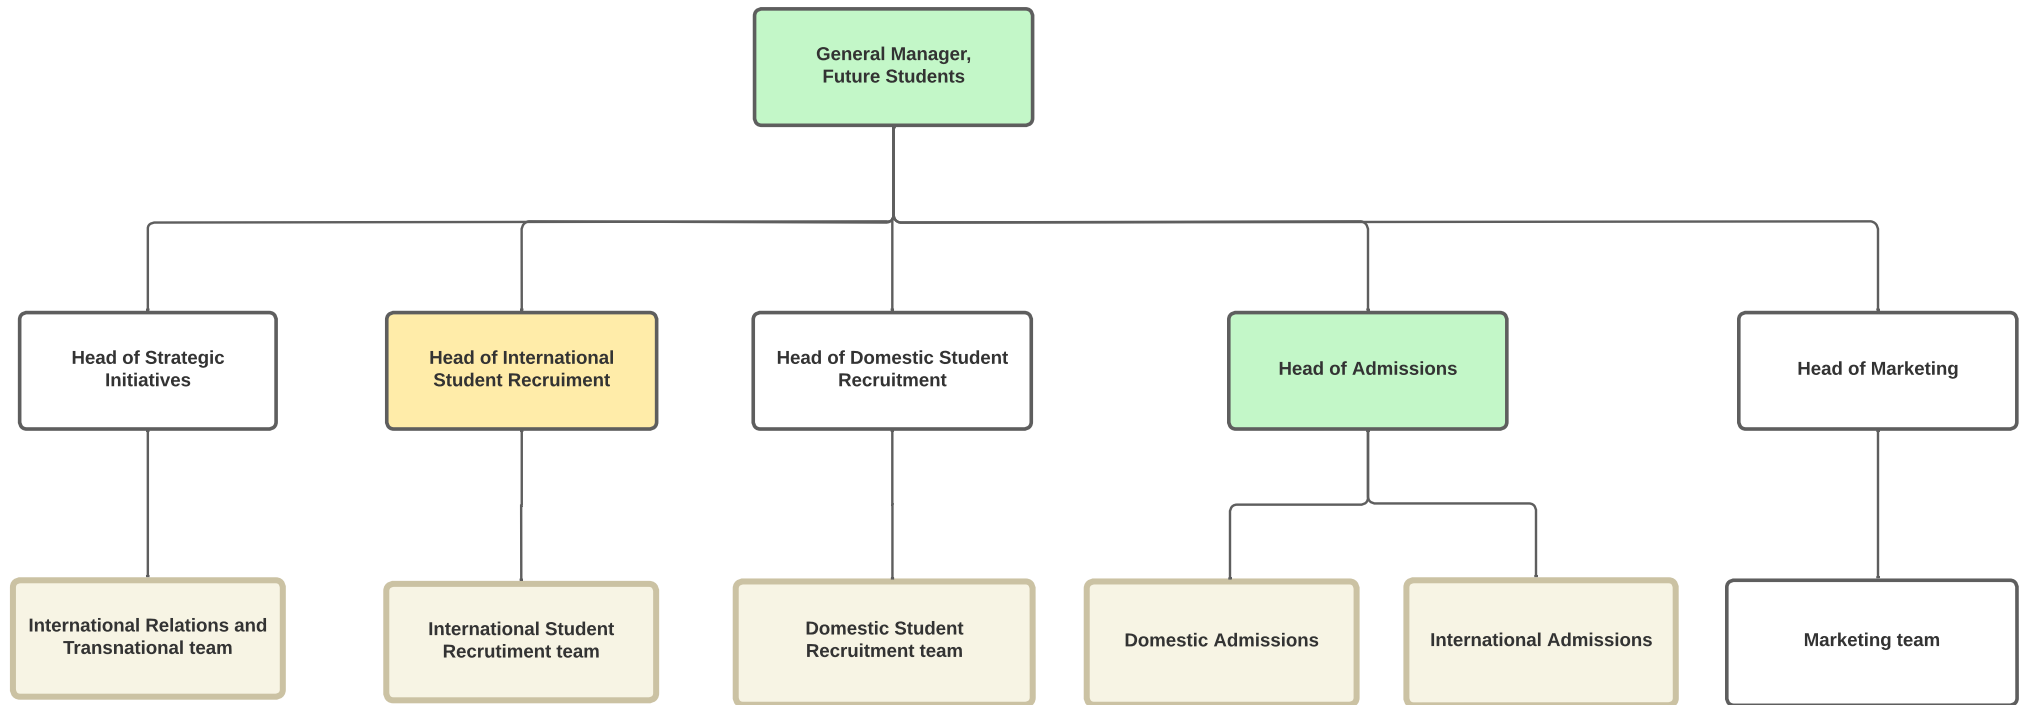 General Manager,
Future Students
Head of Strategic
Initiatives
Head of International
Student Recruiment
Head of Domestic Student
Recruitment
Head of Admissions
Head of Marketing
International Relations and
Transnational team
International Student
Recrutiment team
Domestic Student
Recruitment team
Domestic Admissions
International Admissions
Marketing team